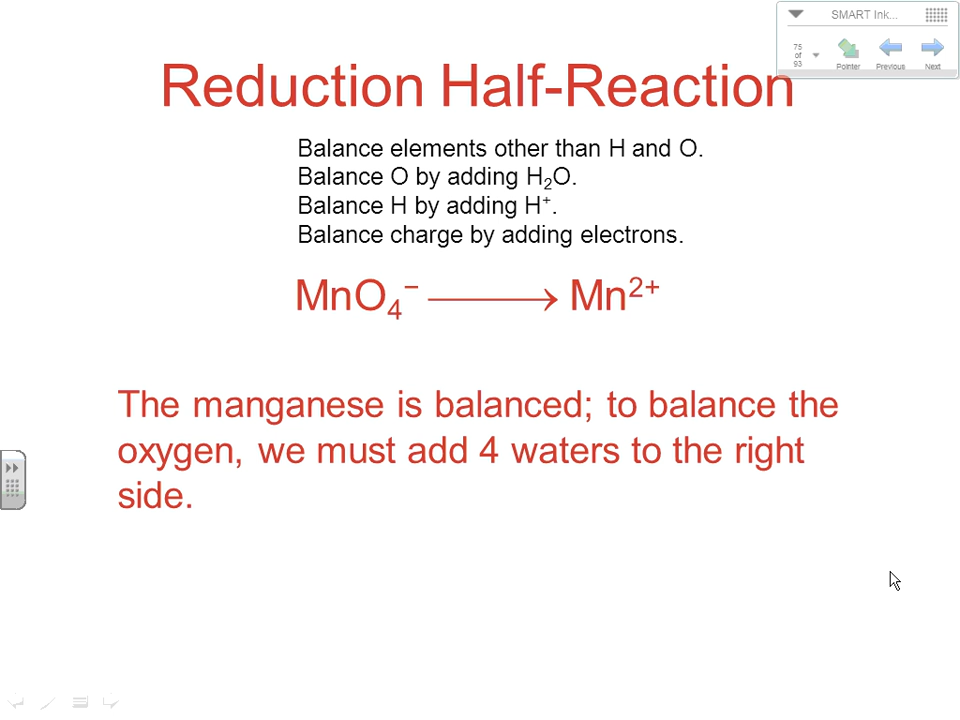 SMART Ink...
75
of
93
Pointer Previous Next
Reduction Half-Reaction
Balance elements other than H and O.
Balance O by adding H₂O.
Balance H by adding H⁺.
Balance charge by adding electrons.
MnO₄⁻ ⟶ Mn²⁺
The manganese is balanced; to balance the
oxygen, we must add 4 waters to the right
side.